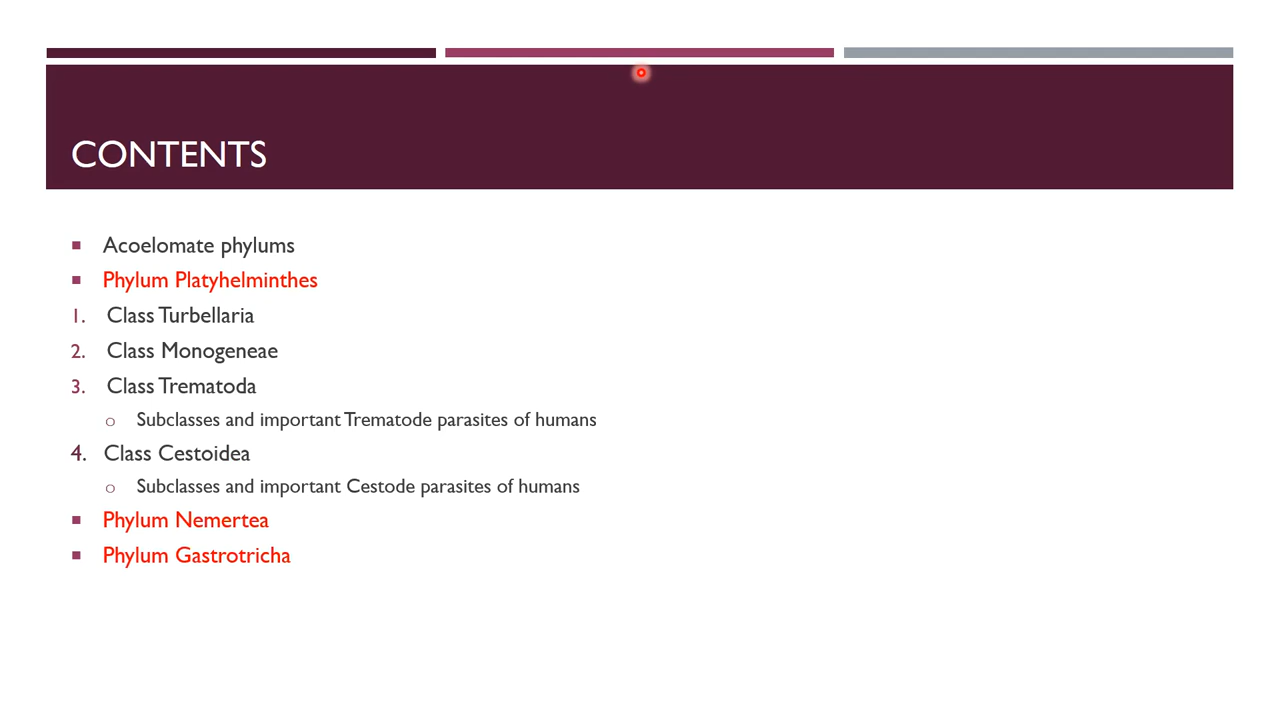 CONTENTS
■ Acoelomate phylums
■ Phylum Platyhelminthes
1. Class Turbellaria
2. Class Monogeneae
3. Class Trematoda
o Subclasses and important Trematode parasites of humans
4. Class Cestoidea
o Subclasses and important Cestode parasites of humans
■ Phylum Nemertea
■ Phylum Gastrotricha